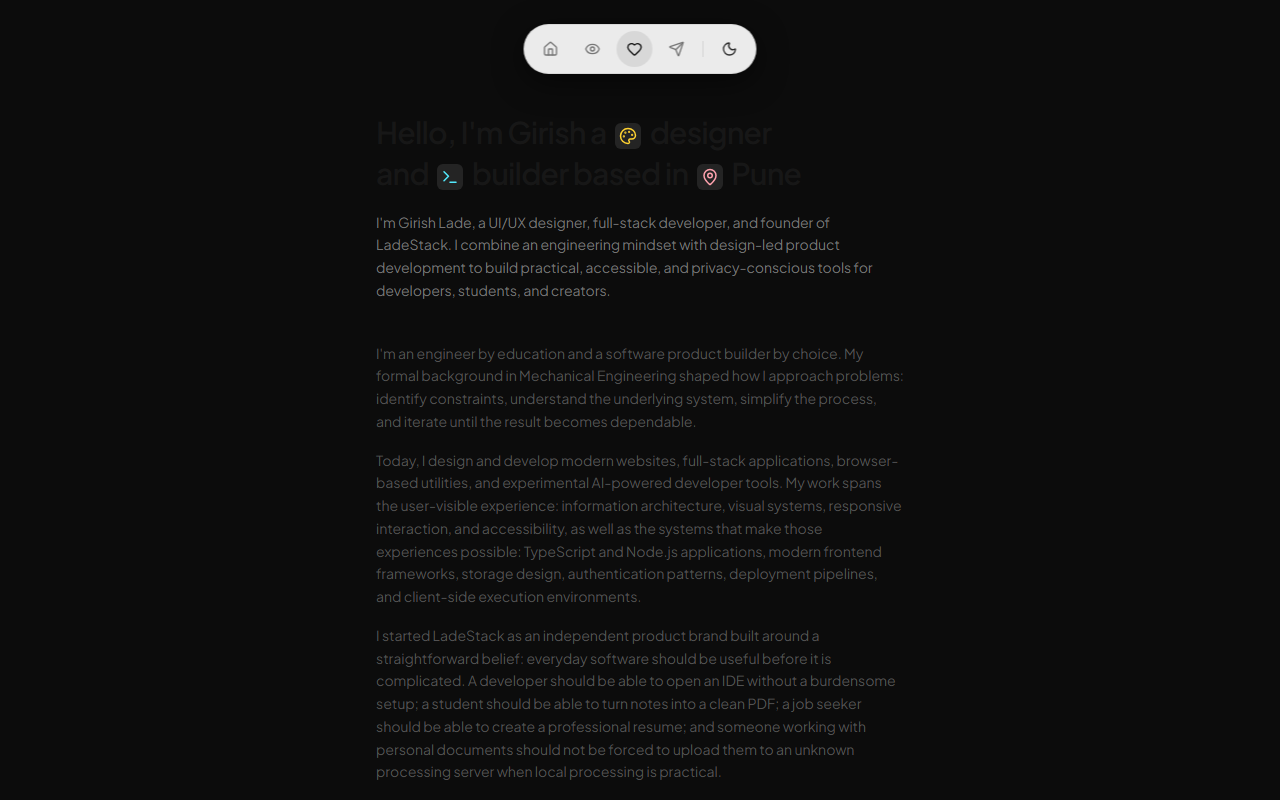 Hello, I'm Girish a designer
and builder based in Pune
I'm Girish Lade, a UI/UX designer, full-stack developer, and founder of
LadeStack. I combine an engineering mindset with design-led product
development to build practical, accessible, and privacy-conscious tools for
developers, students, and creators.
I'm an engineer by education and a software product builder by choice. My
formal background in Mechanical Engineering shaped how I approach problems:
identify constraints, understand the underlying system, simplify the process,
and iterate until the result becomes dependable.
Today, I design and develop modern websites, full-stack applications, browser-
based utilities, and experimental AI-powered developer tools. My work spans
the user-visible experience: information architecture, visual systems, responsive
interaction, and accessibility, as well as the systems that make those
experiences possible: TypeScript and Node.js applications, modern frontend
frameworks, storage design, authentication patterns, deployment pipelines,
and client-side execution environments.
I started LadeStack as an independent product brand built around a
straightforward belief: everyday software should be useful before it is
complicated. A developer should be able to open an IDE without a burdensome
setup; a student should be able to turn notes into a clean PDF; a job seeker
should be able to create a professional resume; and someone working with
personal documents should not be forced to upload them to an unknown
processing server when local processing is practical.